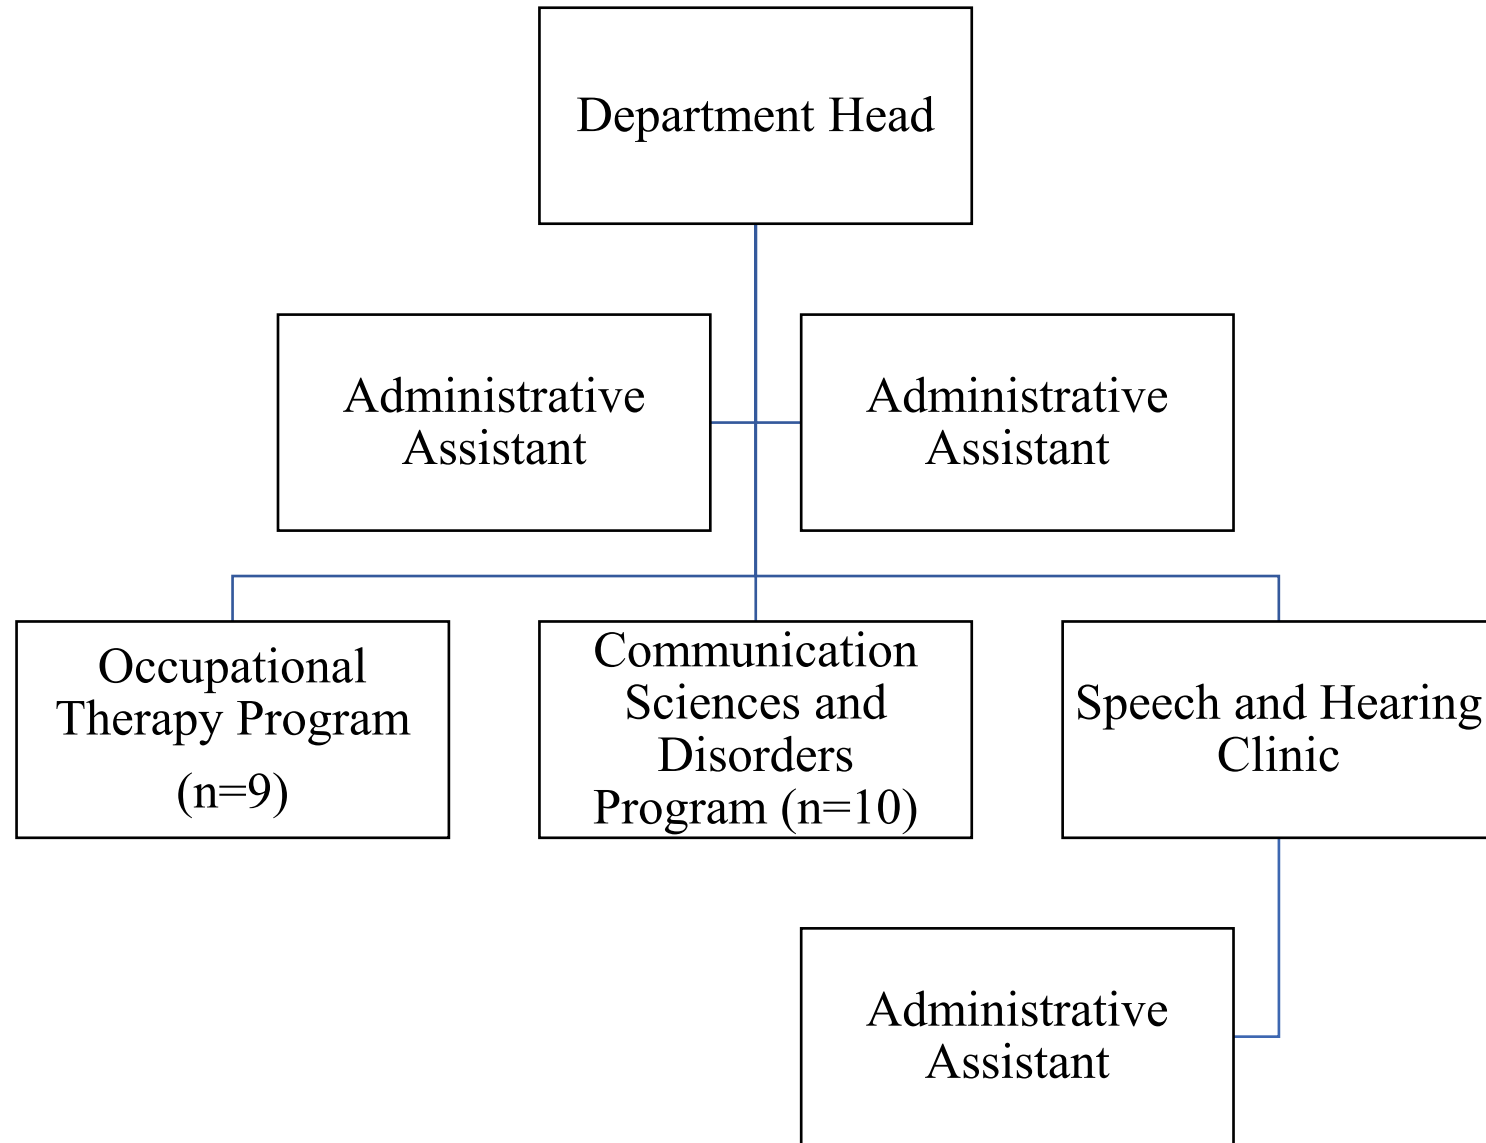 Department Head
Administrative
Assistant
Administrative
Assistant
Occupational
Therapy Program
(n=9)
Communication
Sciences and
Disorders
Program (n=10)
Speech and Hearing
Clinic
Administrative
Assistant